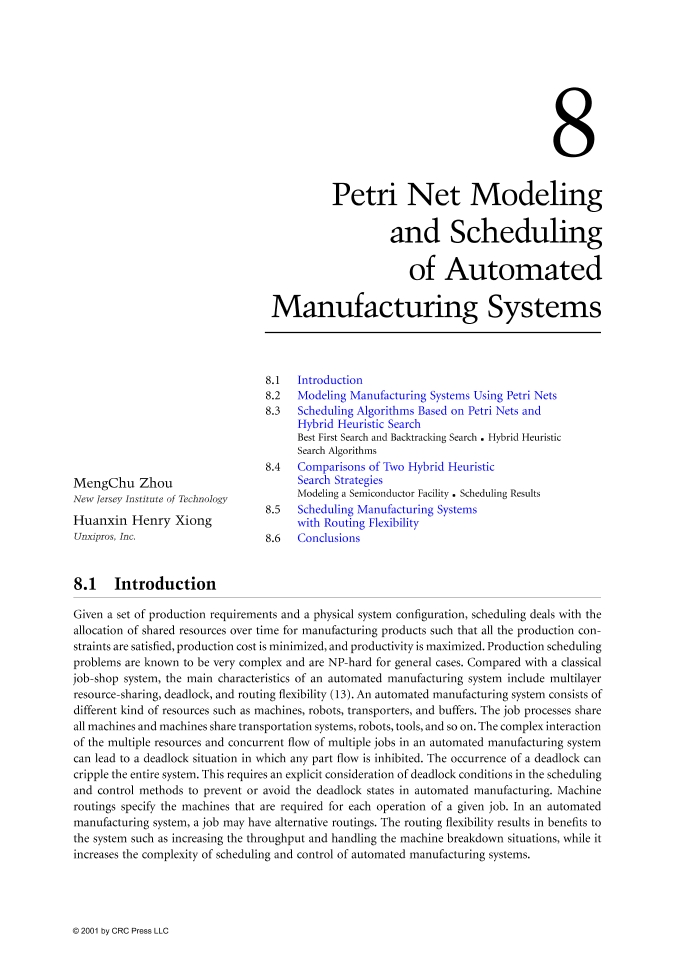 8
Petri Net Modeling
and Scheduling
of Automated
Manufacturing Systems
8.1 Introduction
8.2 Modeling Manufacturing Systems Using Petri Nets
8.3 Scheduling Algorithms Based on Petri Nets and
Hybrid Heuristic Search
Best First Search and Backtracking Search ▪ Hybrid Heuristic
Search Algorithms
8.4 Comparisons of Two Hybrid Heuristic
Search Strategies
Modeling a Semiconductor Facility ▪ Scheduling Results
8.5 Scheduling Manufacturing Systems
with Routing Flexibility
8.6 Conclusions
MengChu Zhou
New Jersey Institute of Technology
Huanxin Henry Xiong
Unxipros, Inc.
8.1 Introduction
Given a set of production requirements and a physical system configuration, scheduling deals with the
allocation of shared resources over time for manufacturing products such that all the production con-
straints are satisfied, production cost is minimized, and productivity is maximized. Production scheduling
problems are known to be very complex and are NP-hard for general cases. Compared with a classical
job-shop system, the main characteristics of an automated manufacturing system include multilayer
resource-sharing, deadlock, and routing flexibility (13). An automated manufacturing system consists of
different kind of resources such as machines, robots, transporters, and buffers. The job processes share
all machines and machines share transportation systems, robots, tools, and so on. The complex interaction
of the multiple resources and concurrent flow of multiple jobs in an automated manufacturing system
can lead to a deadlock situation in which any part flow is inhibited. The occurrence of a deadlock can
cripple the entire system. This requires an explicit consideration of deadlock conditions in the scheduling
and control methods to prevent or avoid the deadlock states in automated manufacturing. Machine
routings specify the machines that are required for each operation of a given job. In an automated
manufacturing system, a job may have alternative routings. The routing flexibility results in benefits to
the system such as increasing the throughput and handling the machine breakdown situations, while it
increases the complexity of scheduling and control of automated manufacturing systems.
© 2001 by CRC Press LLC